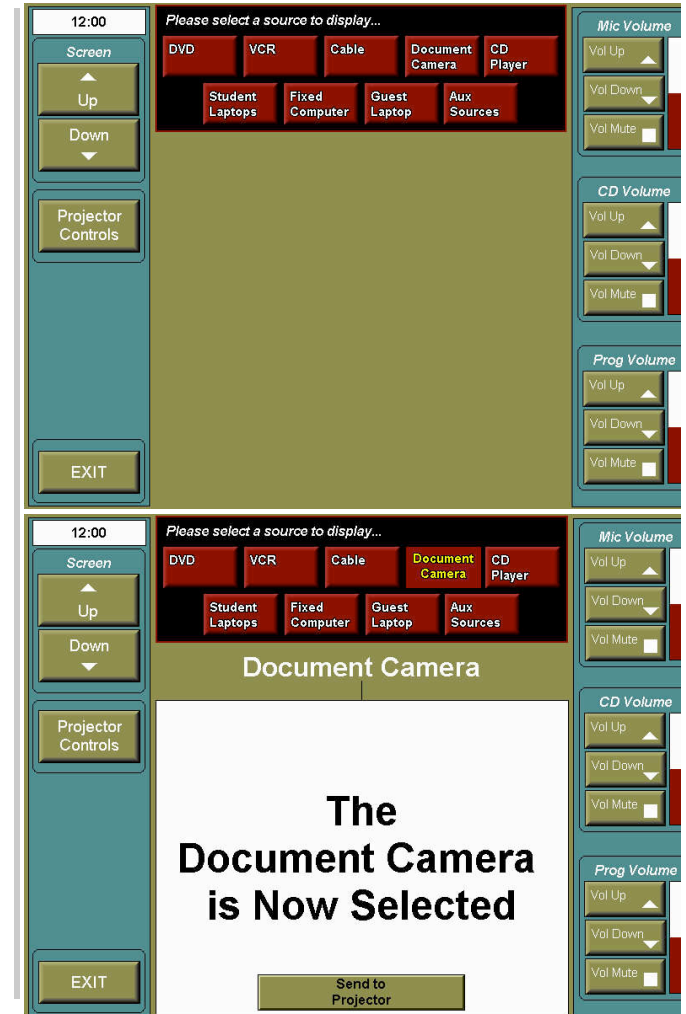 12:00
Screen
Up
Down
Projector
Controls
EXIT
Please select a source to display...
DVD VCR Cable Document Camera CD Player
Student Laptops Fixed Computer Guest Laptop Aux Sources
Mic Volume
Vol Up
Vol Down
Vol Mute
CD Volume
Vol Up
Vol Down
Vol Mute
Prog Volume
Vol Up
Vol Down
Vol Mute
12:00
Screen
Up
Down
Projector
Controls
EXIT
Please select a source to display...
DVD VCR Cable Document Camera CD Player
Student Laptops Fixed Computer Guest Laptop Aux Sources
Document Camera
The
Document Camera
is Now Selected
Send to
Projector
Mic Volume
Vol Up
Vol Down
Vol Mute
CD Volume
Vol Up
Vol Down
Vol Mute
Prog Volume
Vol Up
Vol Down
Vol Mute